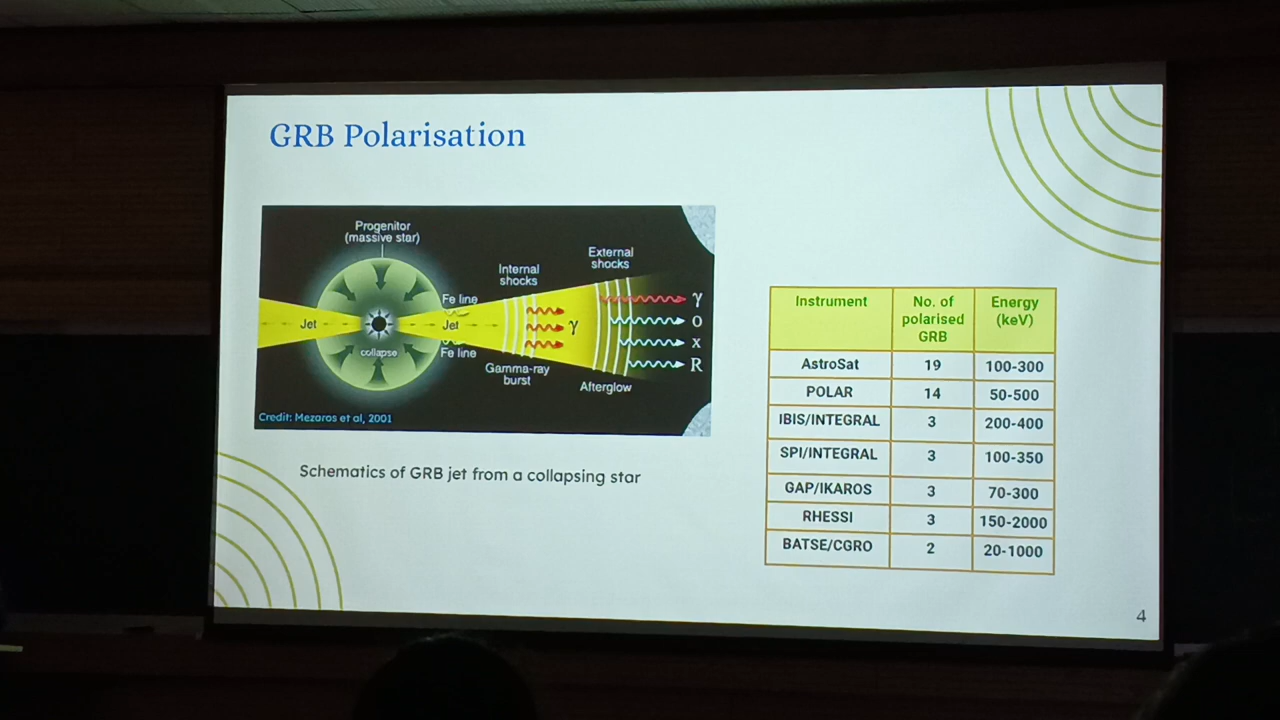 GRB Polarisation
Progenitor
(massive star)
External
shocks
Internal
shocks
Fe line
Jet
Jet
γ
collapse
Fe line
γ
O
X
R
Gamma-ray
burst
Afterglow
Credit: Mezaros et al, 2001
Schematics of GRB jet from a collapsing star
Instrument No. of polarised GRB Energy (keV)
AstroSat 19 100-300
POLAR 14 50-500
IBIS/INTEGRAL 3 200-400
SPI/INTEGRAL 3 100-350
GAP/IKAROS 3 70-300
RHESSI 3 150-2000
BATSE/CGRO 2 20-1000
4